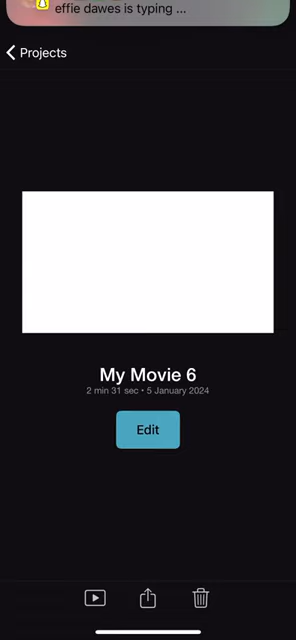 effie dawes is typing ...
Projects
My Movie 6
2 min 31 sec • 5 January 2024
Edit